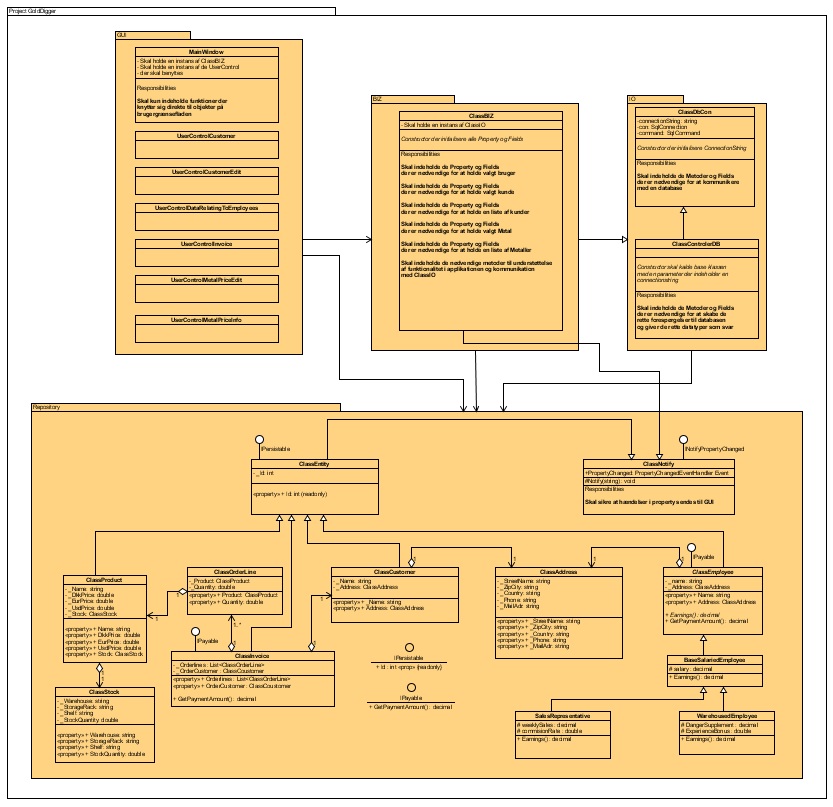 Project GoldDigger
GUI
MainWindow
- Skal holde en instans af ClassBIZ
- Skal holde en instans af de UserControl
- der skal benyttes
Responsibilities
Skal kun indeholde funktioner der
knytter sig direkte til objekter på
brugergrænsefladen
UserControlCustomer
UserControlCustomerEdit
UserControlDataRelatingToEmployees
UserControlInvoice
UserControlMetalPriceEdit
UserControlMetalPriceInfo
BIZ
ClassBIZ
- Skal holde en instans af ClassIO
Constructor der initialisere alle Property og Fields
Responsibilities
Skal indeholde de Property og Fields
der er nødvendige for at holde valgt bruger
Skal indeholde de Property og Fields
der er nødvendige for at holde valgt kunde
Skal indeholde de Property og Fields
der er nødvendige for at holde en liste af kunder
Skal indeholde de Property og Fields
der er nødvendige for at holde valgt Metal
Skal indeholde de Property og Fields
der er nødvendige for at holde en liste af Metaller
Skal indeholde de nødvendige metoder til understøttelse
af funktionalitet i applikationen og kommunikation
med ClassIO
IO
ClassDbCon
-connectionString: string
-con: SqlConnection
-command: SqlCommand
Constructor der initialisere ConnectionString
Responsibilities
Skal indeholde de Metoder og Fields
der er nødvendige for at kommunikere
med en database
ClassControlerDB
Constructor skal kalde base klassen
med en parameter der indeholder en
connectionstring
Responsibilities
Skal indeholde de Metoder og Fields
der er nødvendige for at skabe de
rette forespørgelser til databasen
og giver de rette datatyper som svar
Repository
IPersistable
ClassEntity
- _Id: int
«property» + Id: int (readonly)
INotifyPropertyChanged
ClassNotify
+PropertyChanged: PropertyChangedEventHandler Event
#Notify(string): void
Responsibilities
Skal sikre at hændelser i property sendes til GUI
ClassProduct
- _Name: string
- _DkkPrice: double
- _EurPrice: double
- _UsdPrice: double
- _Stock: ClassStock
«property» + Name: string
«property» + DkkPrice: double
«property» + EurPrice: double
«property» + UsdPrice: double
«property» + Stock: ClassStock
ClassOrderLine
- _Product: ClassProduct
- _Quantity: double
«property» + Product: ClassProduct
«property» + Quantity: double
1
1
1..*
1
1
1
IPayable
ClassInvoice
- _Orderlines : List<ClassOrderLine>
- _OrderCustomer : ClassCoustomer
«property» + Orderlines : List<ClassOrderLine>
«property» + OrderCustomer : ClassCoustomer
+ GetPaymentAmount(): decimal
ClassCustomer
- _Name: string
- _Address: ClassAddress
«property» + _Name: string
«property» + Address: ClassAddress
1
1
ClassAddress
- _StreetName: string
- _ZipCity: string
- _Country: string
- _Phone: string
- _MailAdr: string
«property» + _StreetName: string
«property» + _ZipCity: string
«property» + _Country: string
«property» + _Phone: string
«property» + _MailAdr: string
1
1
IPayable
ClassEmployee
- _name: string
- _Address: ClassAddress
«property» + Name: string
«property» + Address: ClassAddress
+ Earnings() : decimal
+ GetPaymentAmount(): decimal
IPersistable
+ Id : int «prop» (readonly)
IPayable
+ GetPaymentAmount() : decimal
BaseSalariedEmployee
# salary : decimal
+ Earnings() : decimal
1
1
ClassStock
- _Warehouse: string
- _StorageRack: string
- _Shelf: string
- _StockQuantity: double
«property» + Warehouse: string
«property» + StorageRack: string
«property» + Shelf: string
«property» + StockQuantity: double
SalesRepresentative
# weeklySales : decimal
# commisionRate : double
+ Earnings() : decimal
WarehousedEmployee
# DangerSupplement : decimal
# ExperienceBonus : double
+ Earnings() : decimal